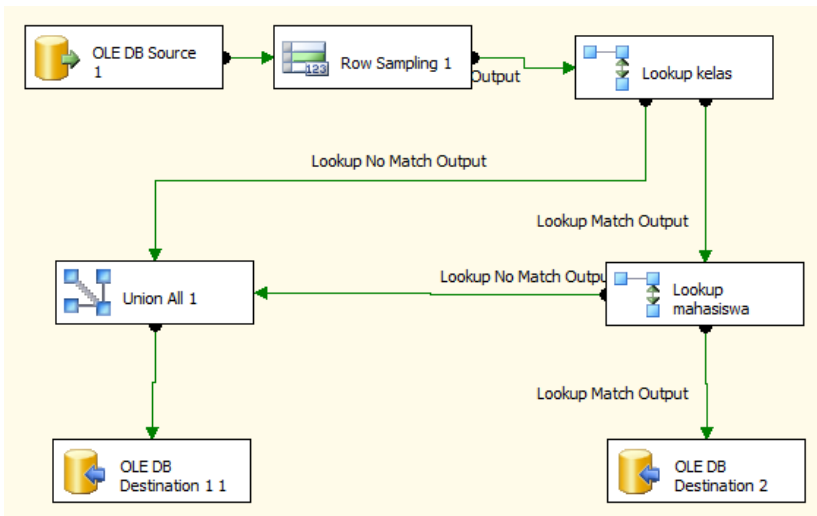 OLE DB Source
1
Row Sampling 1
Output
123
Lookup kelas
Lookup No Match Output
Lookup Match Output
Union All 1
Lookup No Match Outpu
Lookup
mahasiswa
Lookup Match Output
OLE DB
Destination 1 1
OLE DB
Destination 2